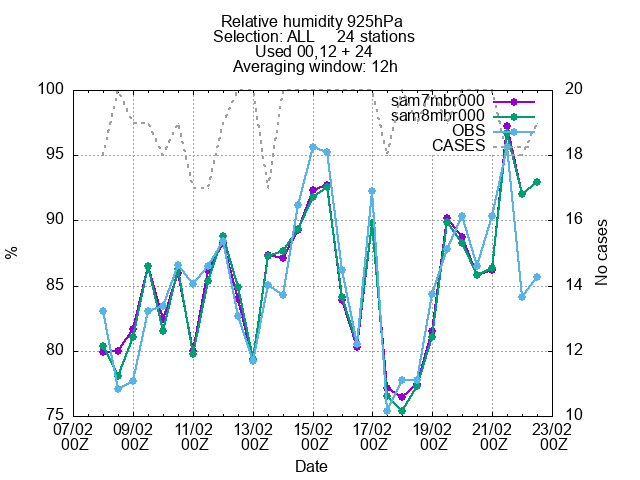 Relative humidity 925hPa
Selection: ALL 24 stations
Used 00,12 + 24
Averaging window: 12h
100
95
90
85
80
75
%
20
18
16
14
12
10
No cases
sam7mbr000
sam8mbr000
OBS
CASES
07/02 09/02 11/02 13/02 15/02 17/02 19/02 21/02 23/02
00Z 00Z 00Z 00Z 00Z 00Z 00Z 00Z 00Z
Date